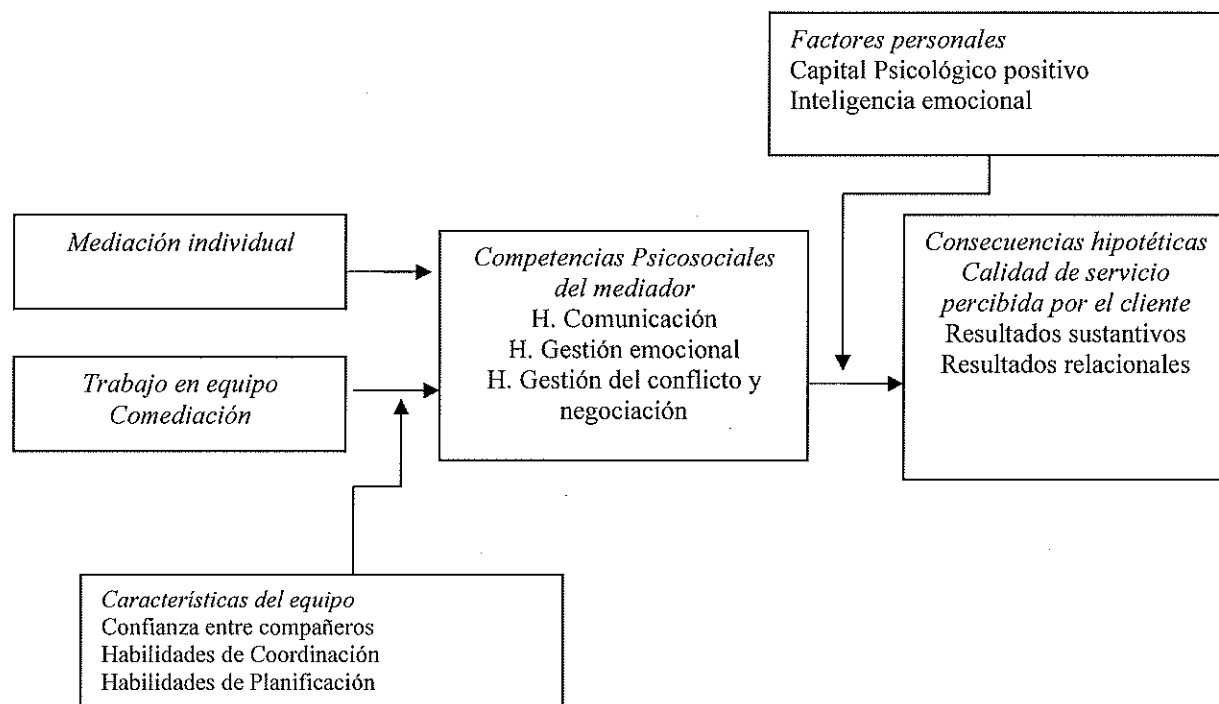 Factores personales
Capital Psicológico positivo
Inteligencia emocional
Mediación individual
Trabajo en equipo
Comediación
Competencias Psicosociales
del mediador
H. Comunicación
H. Gestión emocional
H. Gestión del conflicto y
negociación
Consecuencias hipotéticas
Calidad de servicio
percibida por el cliente
Resultados sustantivos
Resultados relacionales
Características del equipo
Confianza entre compañeros
Habilidades de Coordinación
Habilidades de Planificación